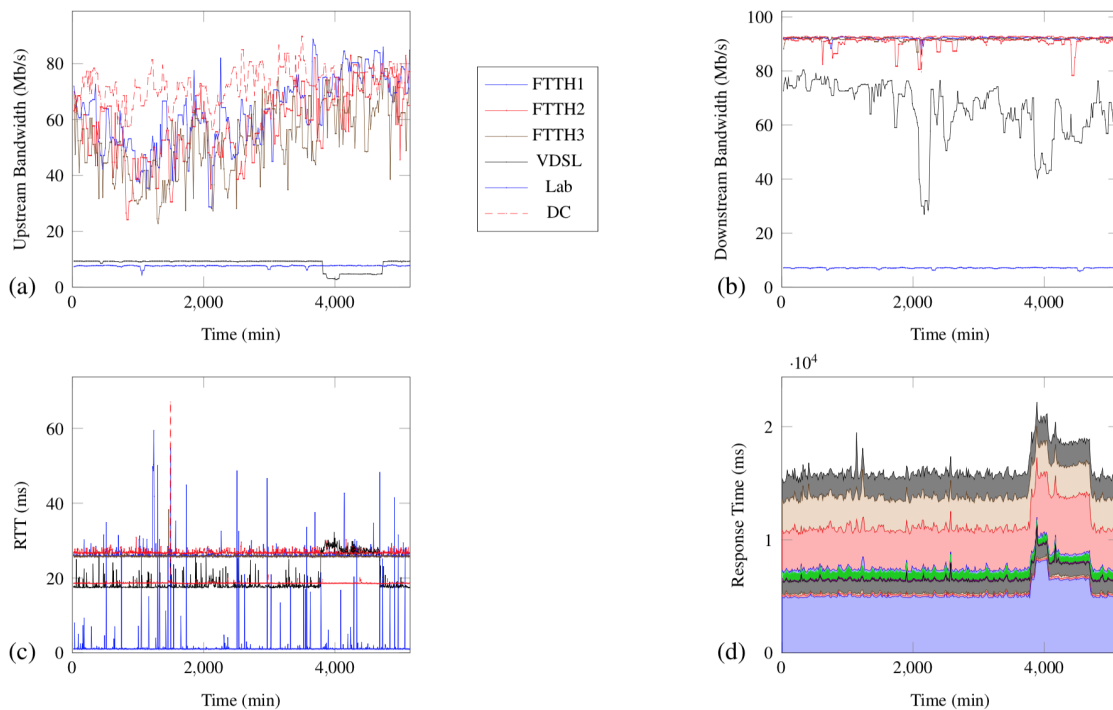 80
60
40
20
0
Upstream Bandwidth (Mb/s)
(a)
0
2,000
4,000
Time (min)
FTTH1
FTTH2
FTTH3
VDSL
Lab
DC
100
80
60
40
20
0
Downstream Bandwidth (Mb/s)
(b)
0
2,000
4,000
Time (min)
60
40
20
0
RTT (ms)
(c)
0
2,000
4,000
Time (min)
·10⁴
2
1
0
Response Time (ms)
(d)
0
2,000
4,000
Time (min)